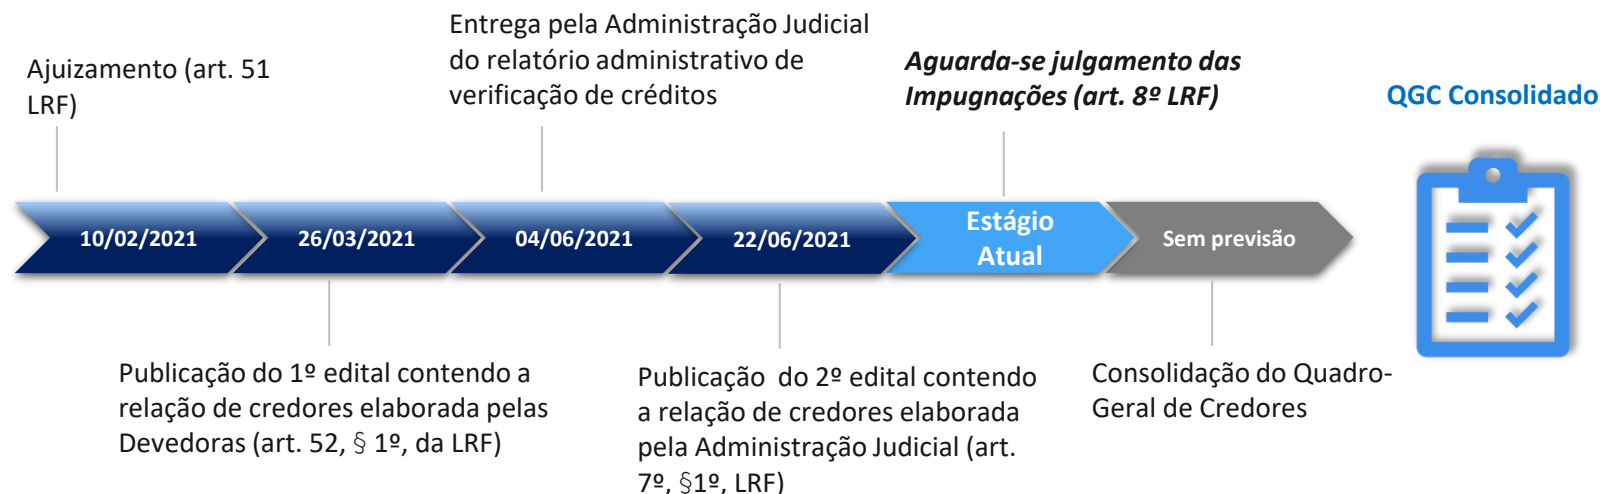 Ajuizamento (art. 51
LRF)
Entrega pela Administração Judicial
do relatório administrativo de
verificação de créditos
Aguarda-se julgamento das
Impugnações (art. 8º LRF)
QGC Consolidado
10/02/2021
26/03/2021
04/06/2021
22/06/2021
Estágio
Atual
Sem previsão
Publicação do 1º edital contendo a
relação de credores elaborada pelas
Devedoras (art. 52, § 1º, da LRF)
Publicação do 2º edital contendo
a relação de credores elaborada
pela Administração Judicial (art.
7º, §1º, LRF)
Consolidação do Quadro-
Geral de Credores